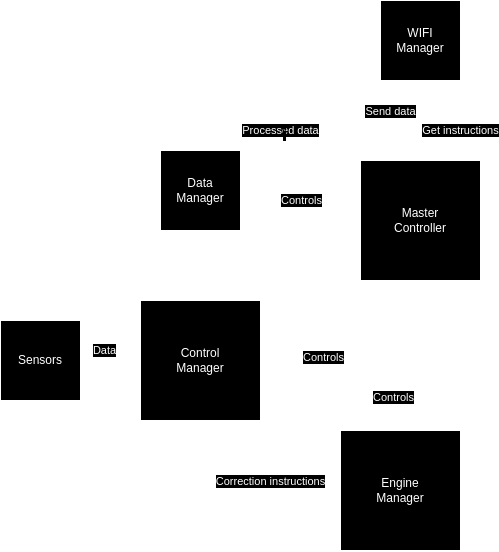 WIFI
Manager
Send data
Processed data
Get instructions
Data
Manager
Controls
Master
Controller
Sensors
Data
Control
Manager
Controls
Controls
Correction instructions
Engine
Manager